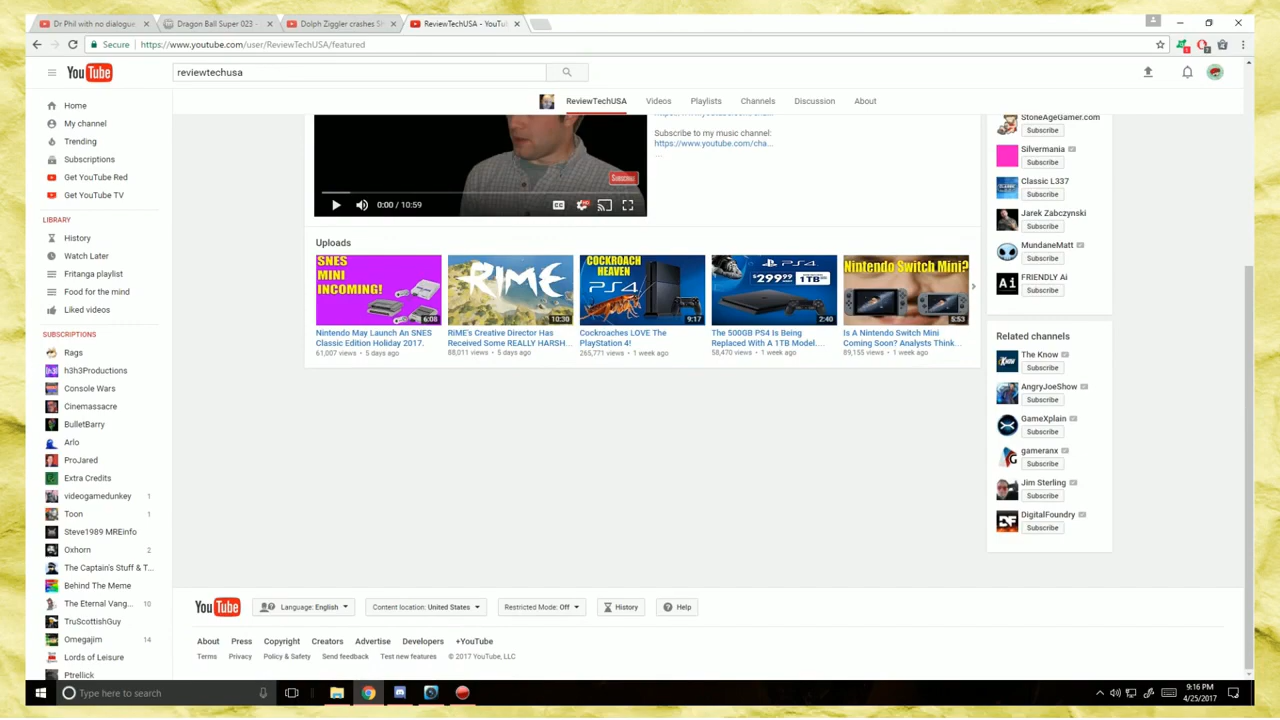 Dr Phil with no dialogue
Dragon Ball Super 023 -
Dolph Ziggler crashes S
ReviewTechUSA - YouTu
Secure
https://www.youtube.com/user/ReviewTechUSA/featured
YouTube
reviewtechusa
ReviewTechUSA
Videos
Playlists
Channels
Discussion
About
Home
My channel
Trending
Subscriptions
Get YouTube Red
Get YouTube TV
LIBRARY
History
Watch Later
Fritanga playlist
Food for the mind
Liked videos
SUBSCRIPTIONS
Rags
h3h3Productions
Console Wars
Cinemassacre
BulletBarry
Arlo
ProJared
Extra Credits
videogamedunkey 1
Toon 1
Steve1989 MREinfo
Oxhorn 2
The Captain's Stuff & T...
Behind The Meme
The Eternal Vang... 10
TruScottishGuy
Omegajim 14
Lords of Leisure
Ptrellick
SUBSCRIBE
0:00 / 10:59
Subscribe to my music channel:
https://www.youtube.com/cha...
...
Uploads
SNES
MINI
INCOMING!
6:08
Nintendo May Launch An SNES
Classic Edition Holiday 2017.
61,007 views • 5 days ago
RiME
10:30
RiME's Creative Director Has
Received Some REALLY HARSH...
88,011 views • 5 days ago
COCKROACH
HEAVEN
PS4
9:17
Cockroaches LOVE The
PlayStation 4!
265,771 views • 1 week ago
PS4
$299.99
1TB
2:40
The 500GB PS4 Is Being
Replaced With A 1TB Model....
58,470 views • 1 week ago
Nintendo Switch Mini?
5:53
Is A Nintendo Switch Mini
Coming Soon? Analysts Think...
89,155 views • 1 week ago
StoneAgeGamer.com
Subscribe
Silvermania
Subscribe
Classic L337
Subscribe
Jarek Zabczynski
Subscribe
MundaneMatt
Subscribe
Ai
FRIENDLY Ai
Subscribe
Related channels
The Know
Subscribe
AngryJoeShow
Subscribe
GameXplain
Subscribe
gameranx
Subscribe
Jim Sterling
Subscribe
DF
DigitalFoundry
Subscribe
YouTube
Language: English
Content location: United States
Restricted Mode: Off
History
Help
About Press Copyright Creators Advertise Developers +YouTube
Terms Privacy Policy & Safety Send feedback Test new features © 2017 YouTube, LLC
Type here to search
9:16 PM
4/25/2017